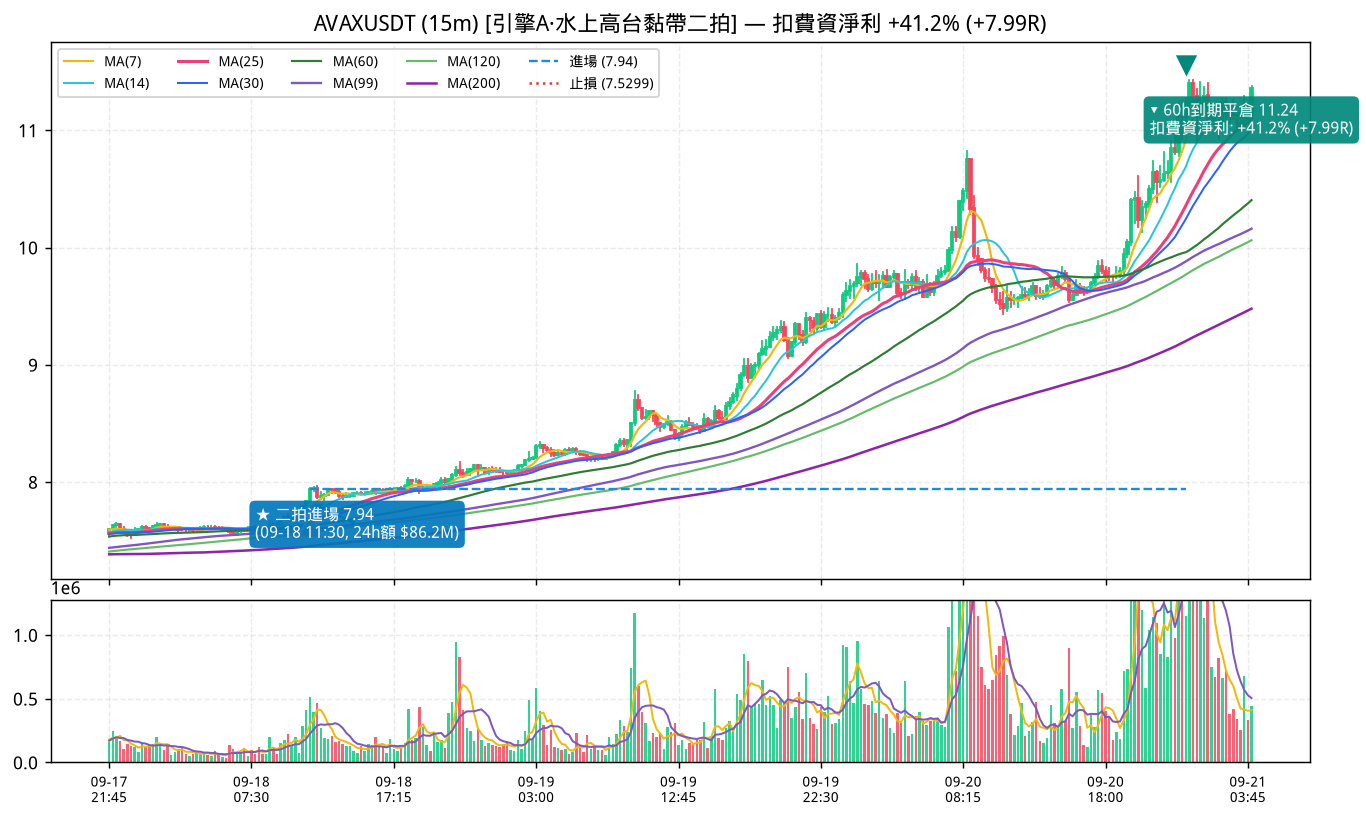 AVAXUSDT (15m) [引擎A·水上高台黏帶二拍] — 扣費資淨利 +41.2% (+7.99R)
MA(7) MA(25) MA(60) MA(120) 進場 (7.94)
MA(14) MA(30) MA(99) MA(200) 止損 (7.5299)
▼ 60h到期平倉 11.24
扣費資淨利: +41.2% (+7.99R)
11
10
9
8
★ 二拍進場 7.94
(09-18 11:30, 24h額 $86.2M)
1e6
1.0
0.5
0.0
09-17 09-18 09-18 09-19 09-19 09-19 09-20 09-20 09-21
21:45 07:30 17:15 03:00 12:45 22:30 08:15 18:00 03:45